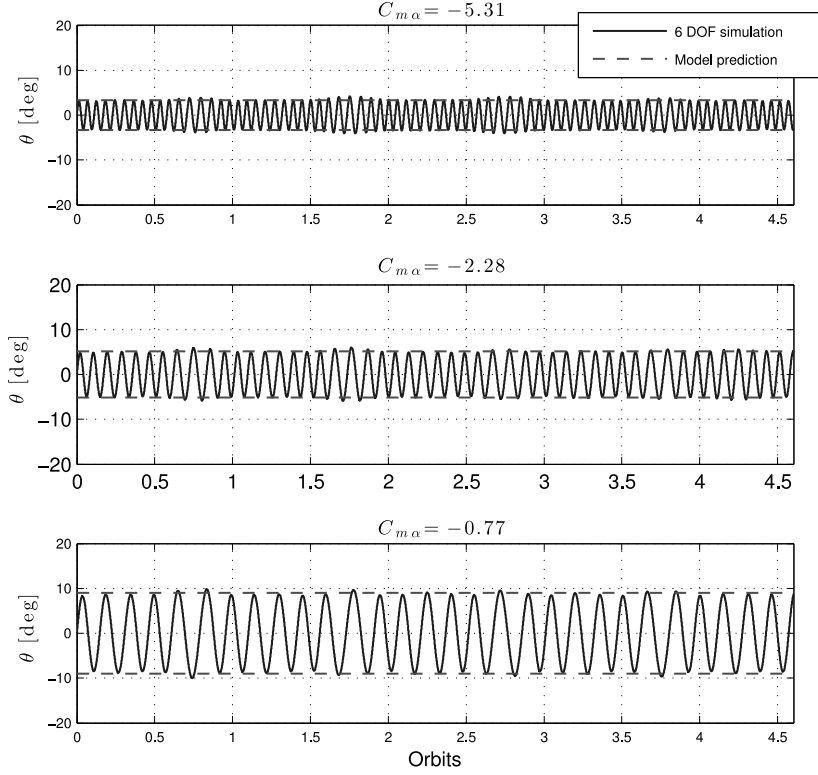 C_{m α} = −5.31
6 DOF simulation
Model prediction
θ [deg]
20
10
0
−10
−20
0 0.5 1 1.5 2 2.5 3 3.5 4 4.5
C_{m α} = −2.28
θ [deg]
20
10
0
−10
−20
0 0.5 1 1.5 2 2.5 3 3.5 4 4.5
C_{m α} = −0.77
θ [deg]
20
10
0
−10
−20
0 0.5 1 1.5 2 2.5 3 3.5 4 4.5
Orbits